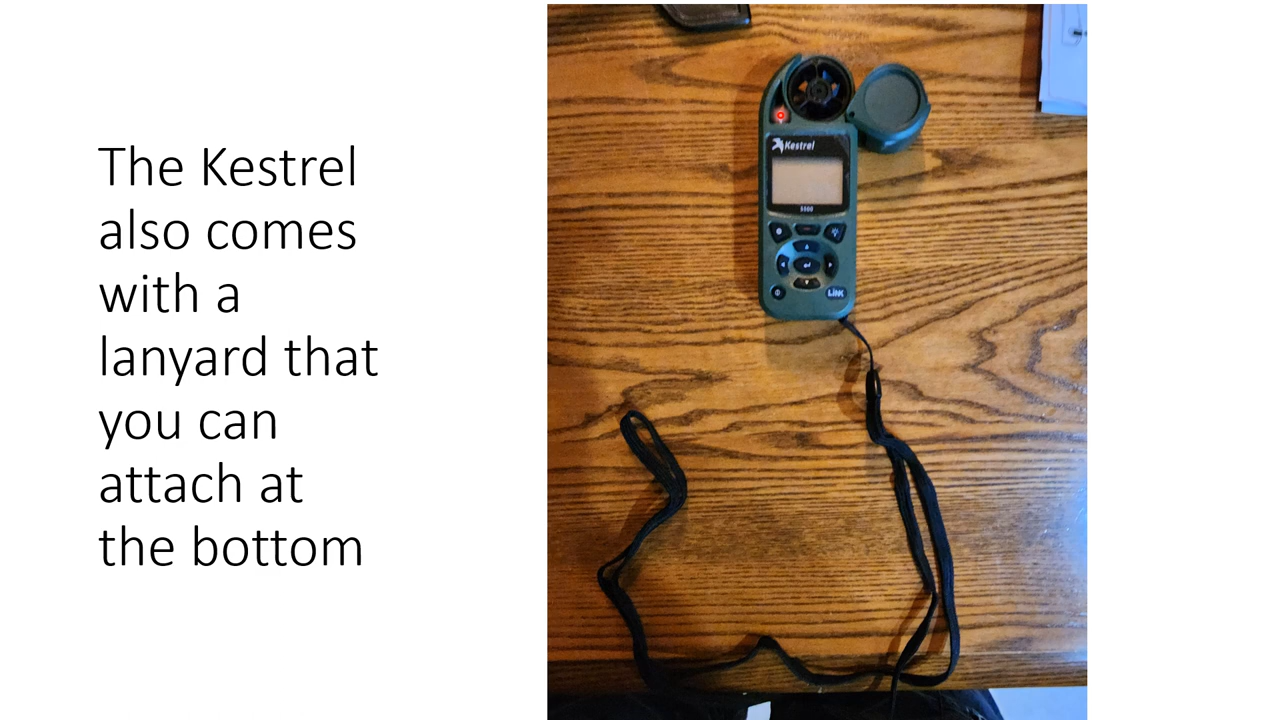 The Kestrel
also comes
with a
lanyard that
you can
attach at
the bottom
Kestrel
5500
LiNK